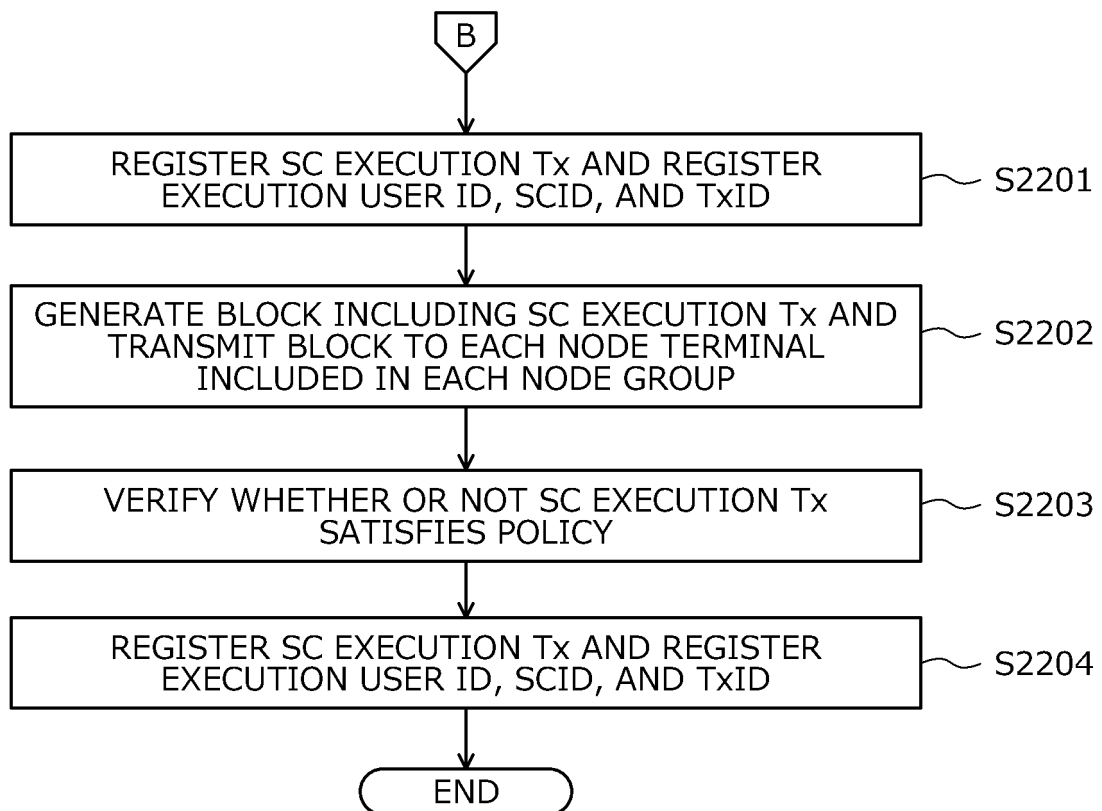 B
REGISTER SC EXECUTION Tx AND REGISTER
EXECUTION USER ID, SCID, AND TxID
S2201
GENERATE BLOCK INCLUDING SC EXECUTION Tx AND
TRANSMIT BLOCK TO EACH NODE TERMINAL
INCLUDED IN EACH NODE GROUP
S2202
VERIFY WHETHER OR NOT SC EXECUTION Tx
SATISFIES POLICY
S2203
REGISTER SC EXECUTION Tx AND REGISTER
EXECUTION USER ID, SCID, AND TxID
S2204
END